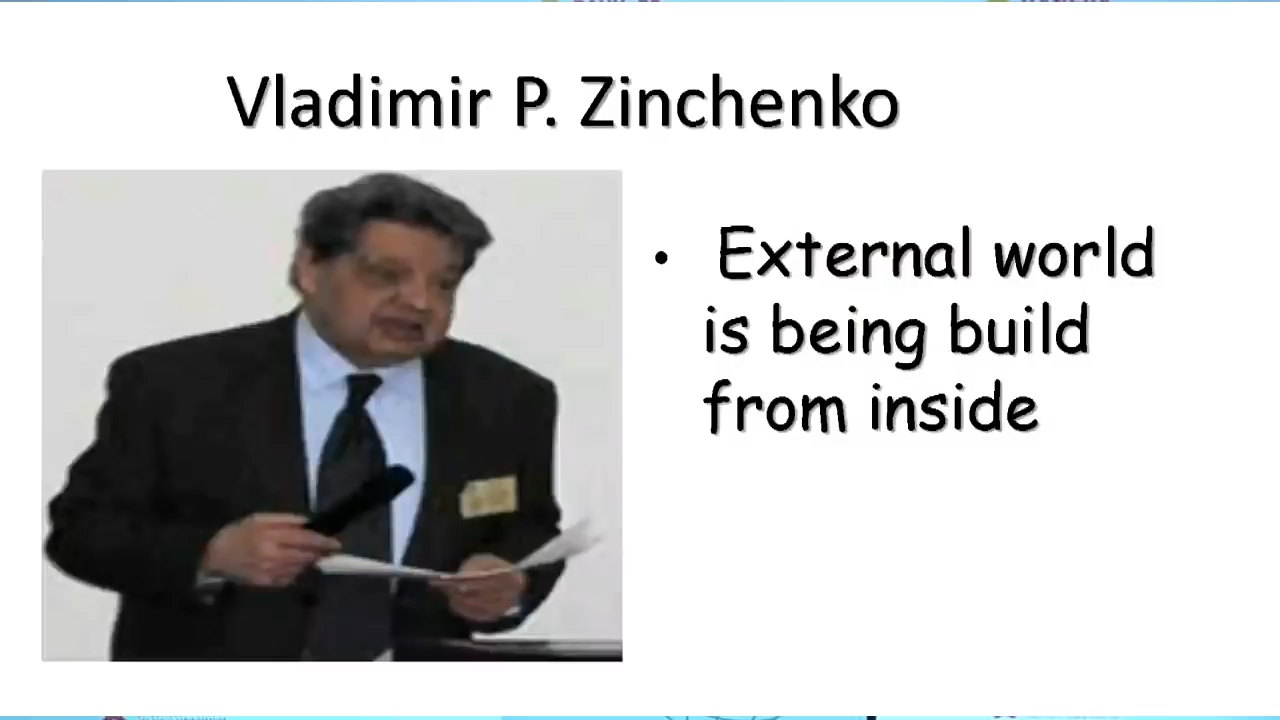 Vladimir P. Zinchenko
• External world
is being build
from inside